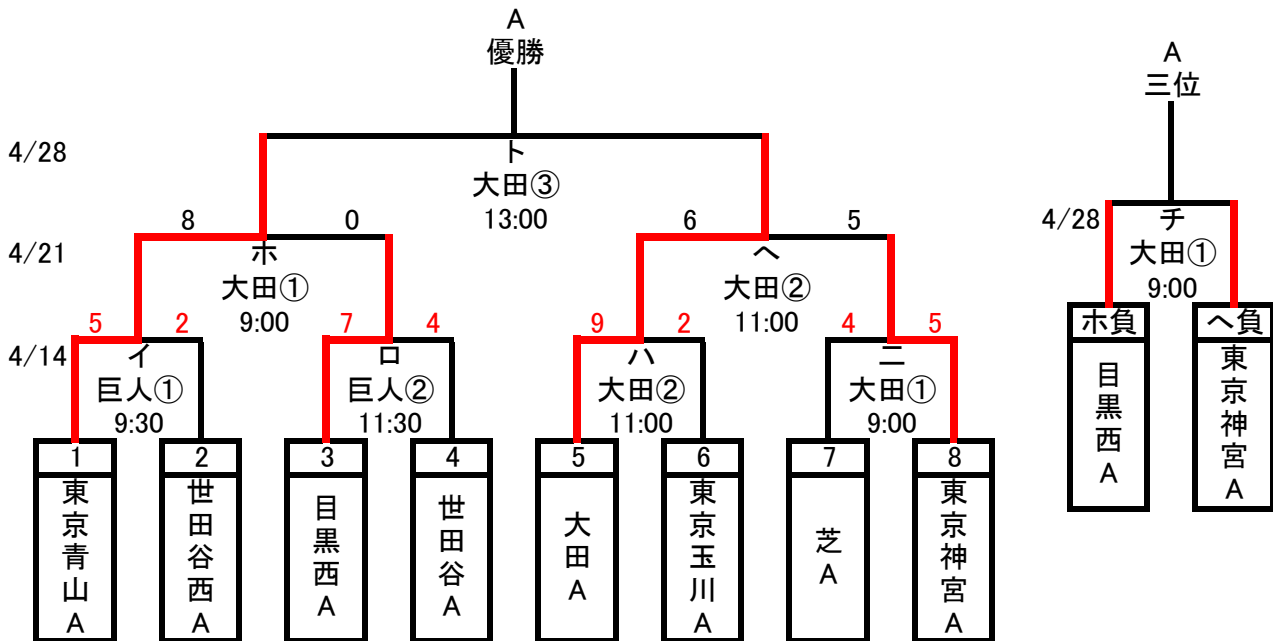 A
優勝
A
三位
4/28
ト
大田③
13:00
4/28
チ
大田①
9:00
8
0
6
5
4/21
ホ
大田①
9:00
ヘ
大田②
11:00
ホ負
ヘ負
目黒西A
東京神宮A
5
2
7
4
9
2
4
5
4/14
イ
巨人①
9:30
ロ
巨人②
11:30
ハ
大田②
11:00
ニ
大田①
9:00
1
2
3
4
5
6
7
8
東京青山A
世田谷西A
目黒西A
世田谷A
大田A
東京玉川A
芝A
東京神宮A